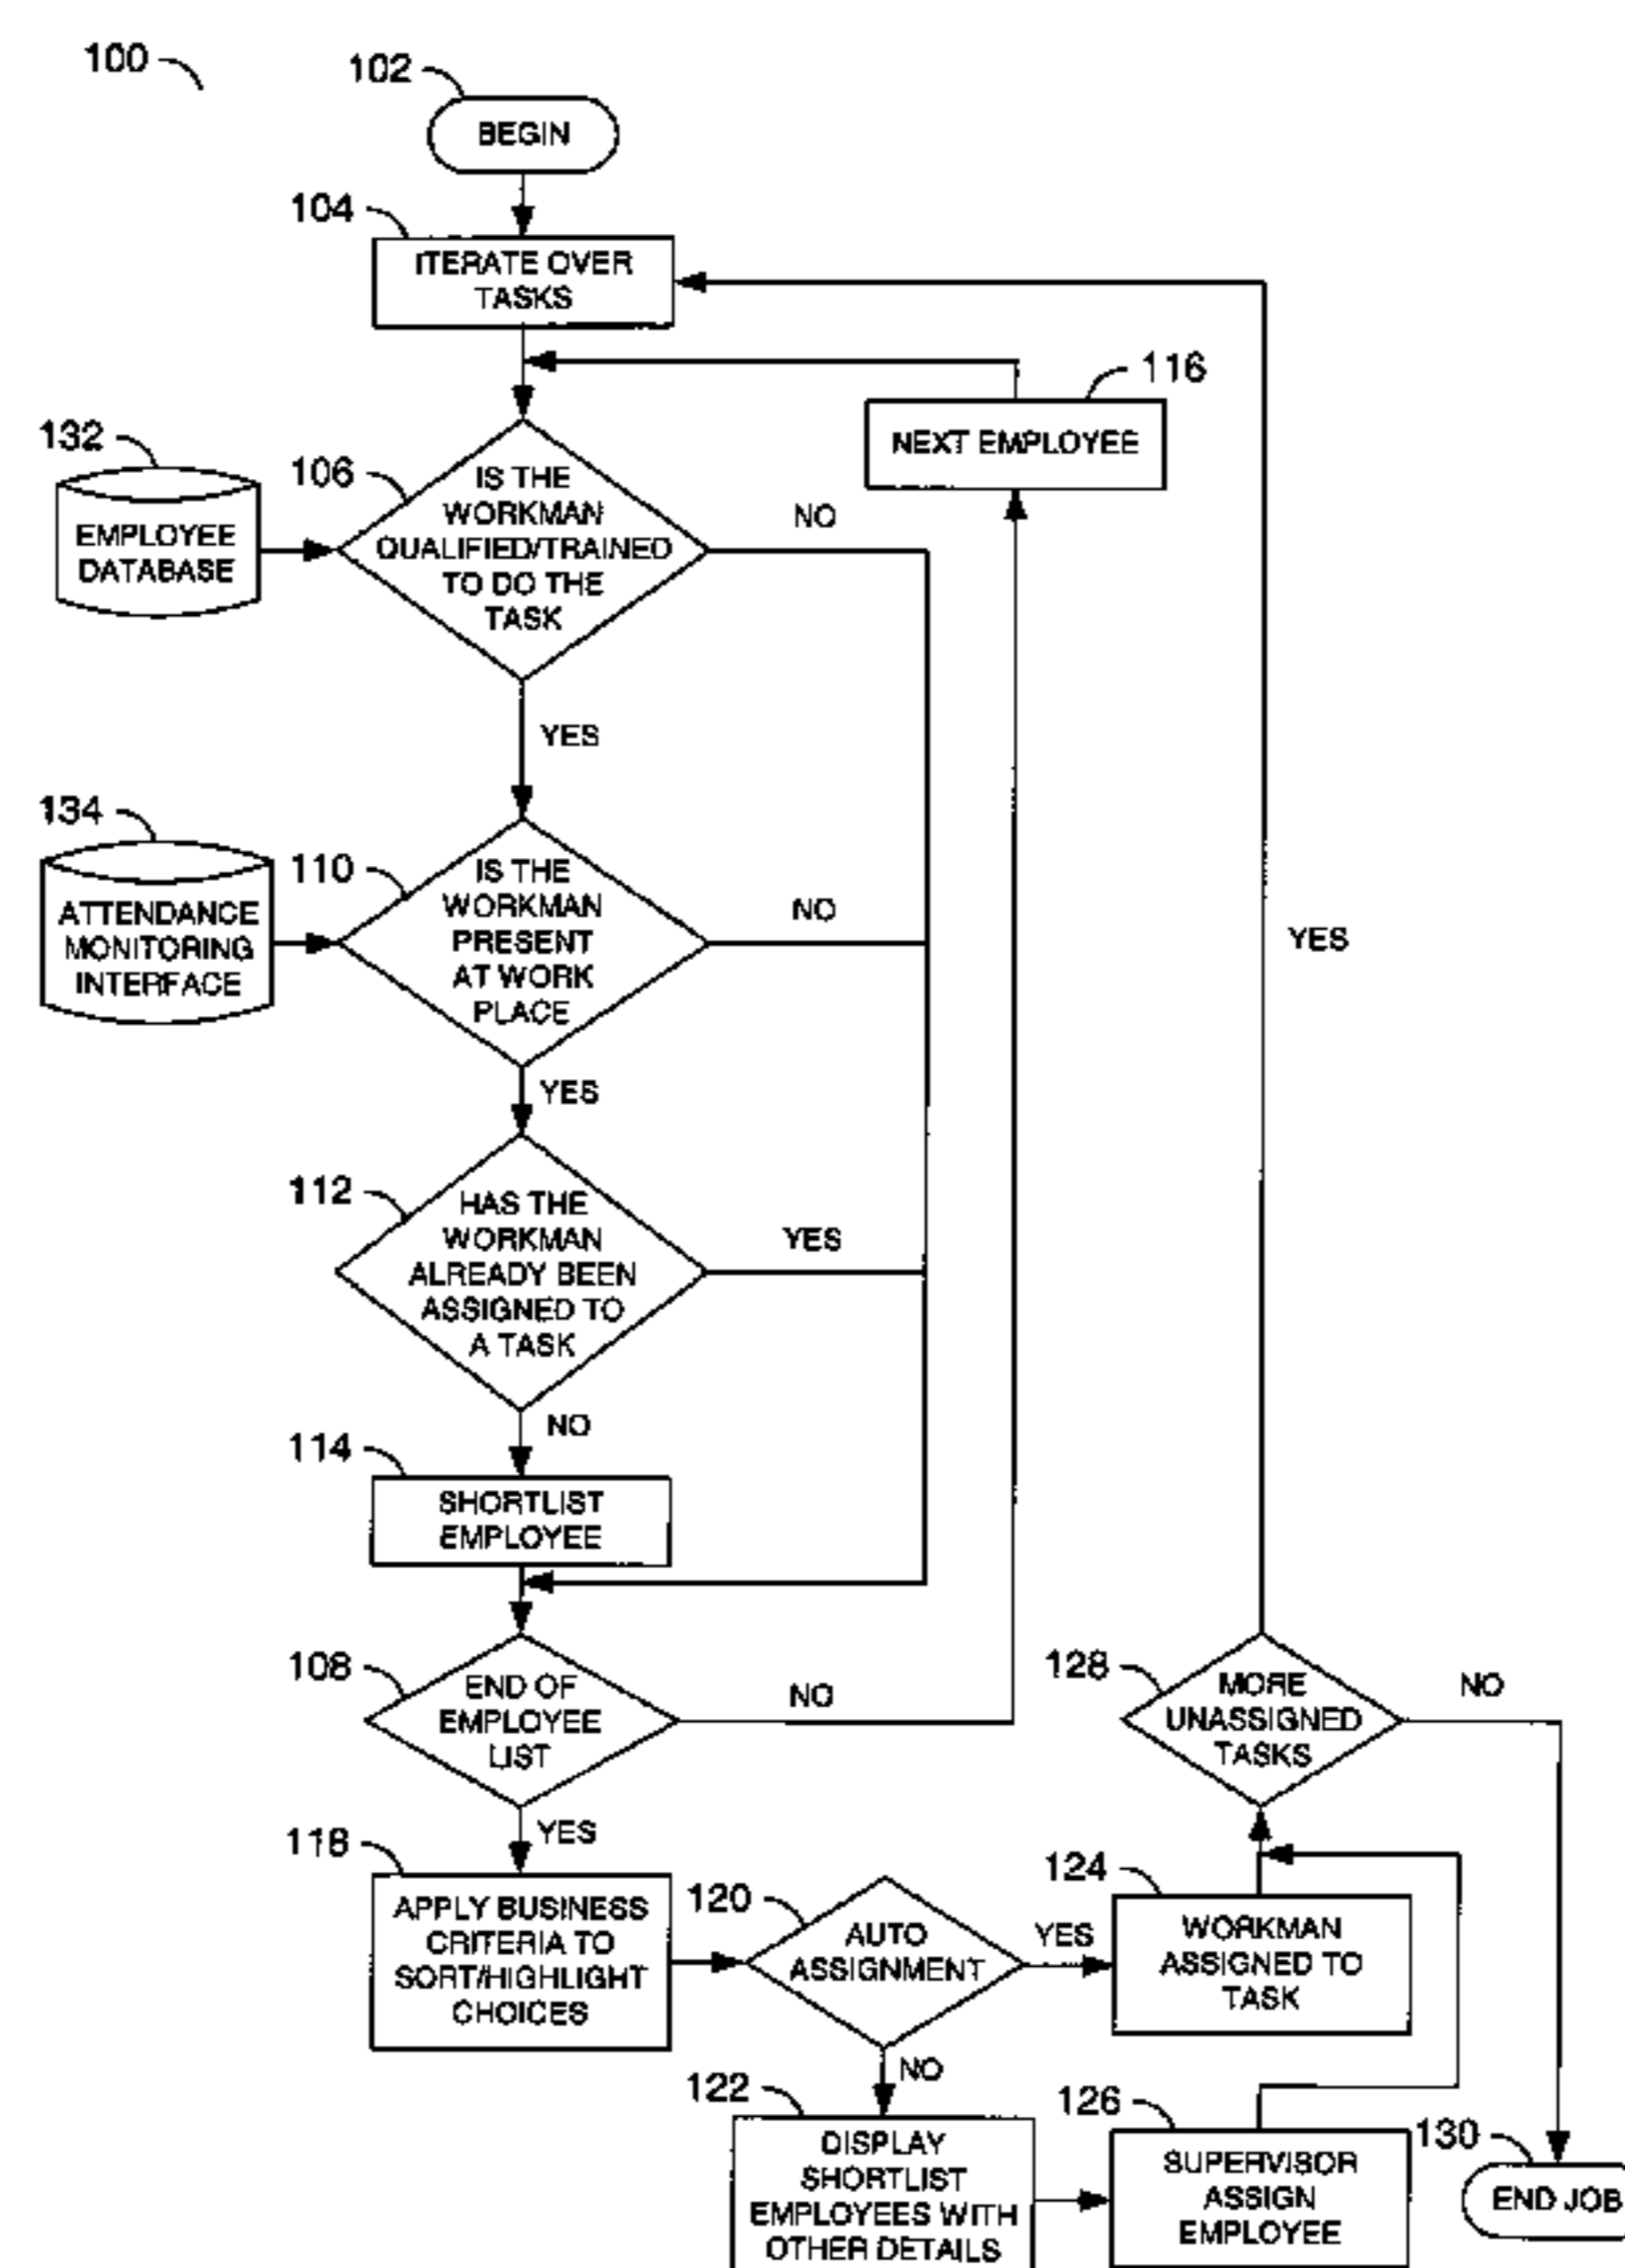 100
102
BEGIN
104
ITERATE OVER
TASKS
116
NEXT EMPLOYEE
132
EMPLOYEE
DATABASE
106
IS THE
WORKMAN
QUALIFIED/TRAINED
TO DO THE
TASK
NO
YES
134
ATTENDANCE
MONITORING
INTERFACE
110
IS THE
WORKMAN
PRESENT
AT WORK
PLACE
NO
YES
YES
112
HAS THE
WORKMAN
ALREADY BEEN
ASSIGNED TO
A TASK
YES
NO
114
SHORTLIST
EMPLOYEE
108
END OF
EMPLOYEE
LIST
NO
YES
128
MORE
UNASSIGNED
TASKS
NO
118
APPLY BUSINESS
CRITERIA TO
SORT/HIGHLIGHT
CHOICES
120
AUTO
ASSIGNMENT
YES
NO
124
WORKMAN
ASSIGNED TO
TASK
122
DISPLAY
SHORTLIST
EMPLOYEES WITH
OTHER DETAILS
126
SUPERVISOR
ASSIGN
EMPLOYEE
130
END JOB